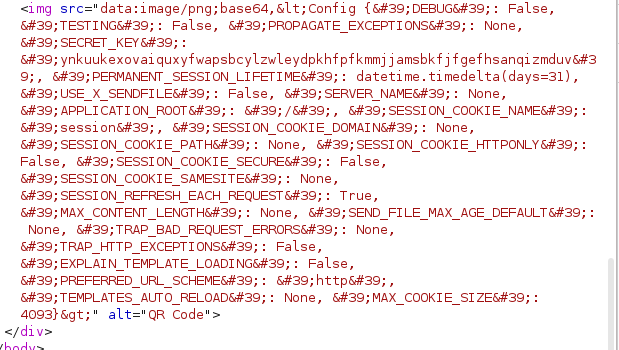 <img src="data:image/png;base64,&lt;Config {&#39;DEBUG&#39;: False,
&#39;TESTING&#39;: False, &#39;PROPAGATE_EXCEPTIONS&#39;: None,
&#39;SECRET_KEY&#39;:
&#39;ynkuukexovaiquxyfwapsbcylzwleydpkhfpfkmmjjamsbkfjfgefhsanqizmduv&#3
9;, &#39;PERMANENT_SESSION_LIFETIME&#39;: datetime.timedelta(days=31),
&#39;USE_X_SENDFILE&#39;: False, &#39;SERVER_NAME&#39;: None,
&#39;APPLICATION_ROOT&#39;: &#39;/&#39;, &#39;SESSION_COOKIE_NAME&#39;:
&#39;session&#39;, &#39;SESSION_COOKIE_DOMAIN&#39;: None,
&#39;SESSION_COOKIE_PATH&#39;: None, &#39;SESSION_COOKIE_HTTPONLY&#39;:
False, &#39;SESSION_COOKIE_SECURE&#39;: False,
&#39;SESSION_COOKIE_SAMESITE&#39;: None,
&#39;SESSION_REFRESH_EACH_REQUEST&#39;: True,
&#39;MAX_CONTENT_LENGTH&#39;: None, &#39;SEND_FILE_MAX_AGE_DEFAULT&#39;:
None, &#39;TRAP_BAD_REQUEST_ERRORS&#39;: None,
&#39;TRAP_HTTP_EXCEPTIONS&#39;: False,
&#39;EXPLAIN_TEMPLATE_LOADING&#39;: False,
&#39;PREFERRED_URL_SCHEME&#39;: &#39;http&#39;,
&#39;TEMPLATES_AUTO_RELOAD&#39;: None, &#39;MAX_COOKIE_SIZE&#39;:
4093}&gt;" alt="QR Code">
</div>
</body>